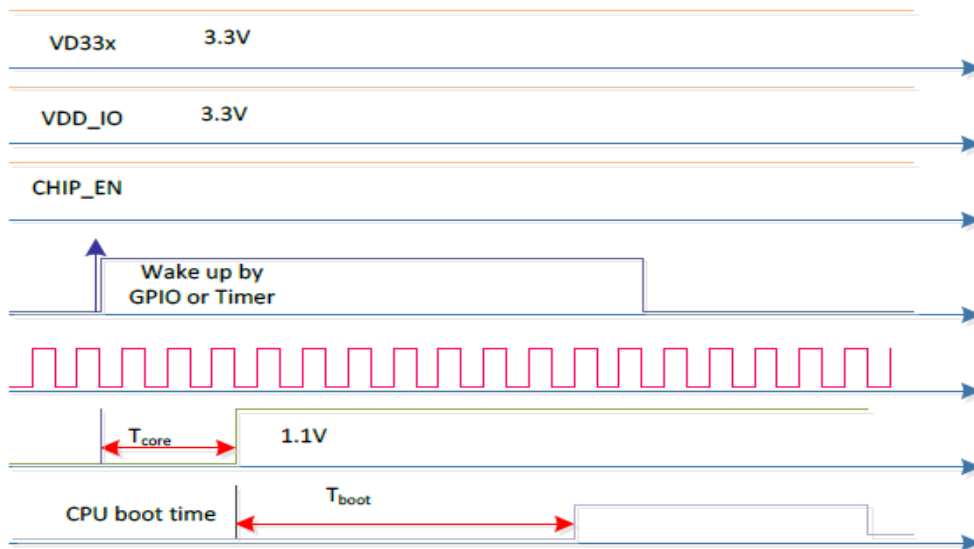 VD33x 3.3V
VDD_IO 3.3V
CHIP_EN
Wake up by
GPIO or Timer
Tcore 1.1V
Tboot
CPU boot time